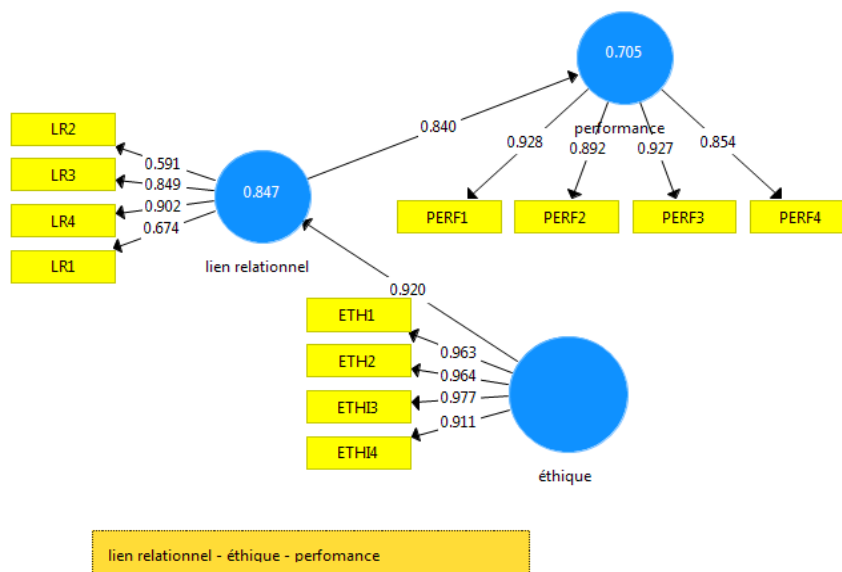 0.705
performance
0.840
0.928
0.892
0.927
0.854
PERF1
PERF2
PERF3
PERF4
LR2
LR3
LR4
LR1
0.591
0.849
0.902
0.674
0.847
lien relationnel
0.920
ETH1
ETH2
ETHI3
ETHI4
0.963
0.964
0.977
0.911
éthique
lien relationnel - éthique - perfomance